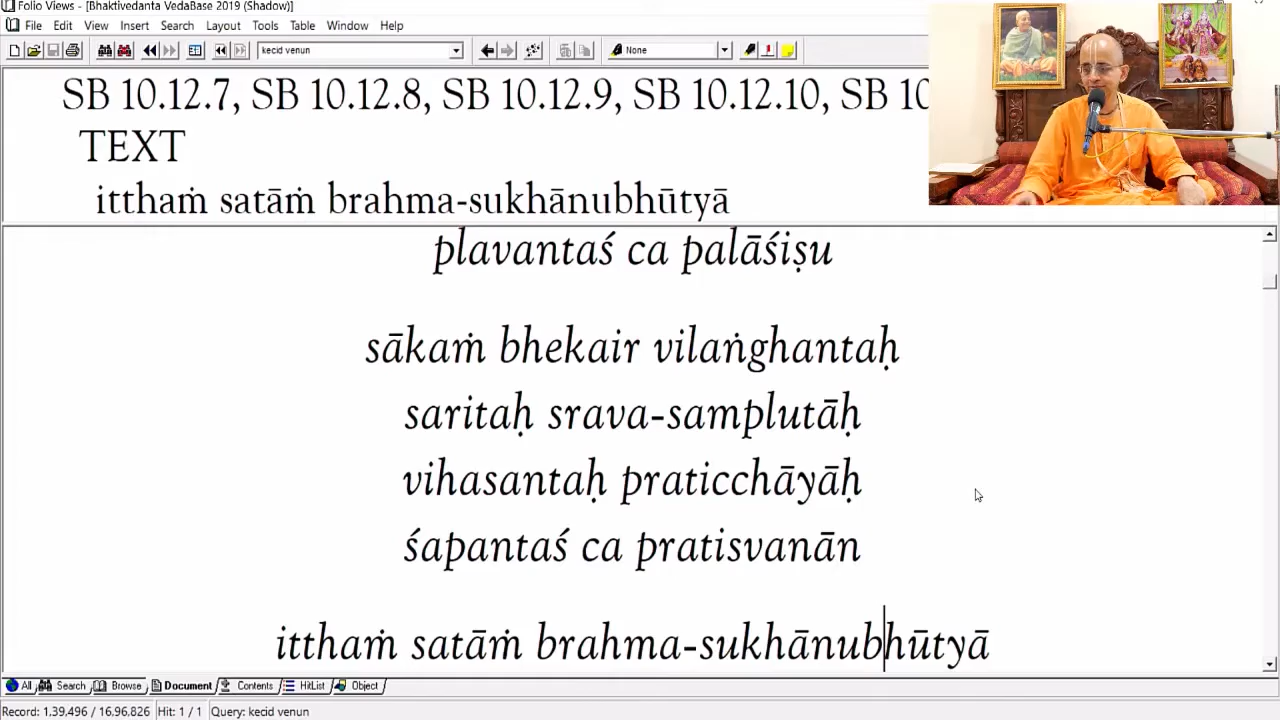 Folio Views - [Bhaktivedanta VedaBase 2019 (Shadow)]
File Edit View Insert Search Layout Tools Table Window Help
kecid venun None
SB 10.12.7, SB 10.12.8, SB 10.12.9, SB 10.12.10, SB 10
TEXT
itthaṁ satāṁ brahma-sukhānubhūtyā
plavantaś ca palāśiṣu
sākaṁ bhekair vilaṅghantaḥ
saritaḥ srava-samplutāḥ
vihasantaḥ praticchāyāḥ
śapantaś ca pratisvanān
itthaṁ satāṁ brahma-sukhānubhūtyā
All Search Browse Document Contents HitList Object
Record: 1,39,496 / 16,96,826 Hit: 1 / 1 Query: kecid venun